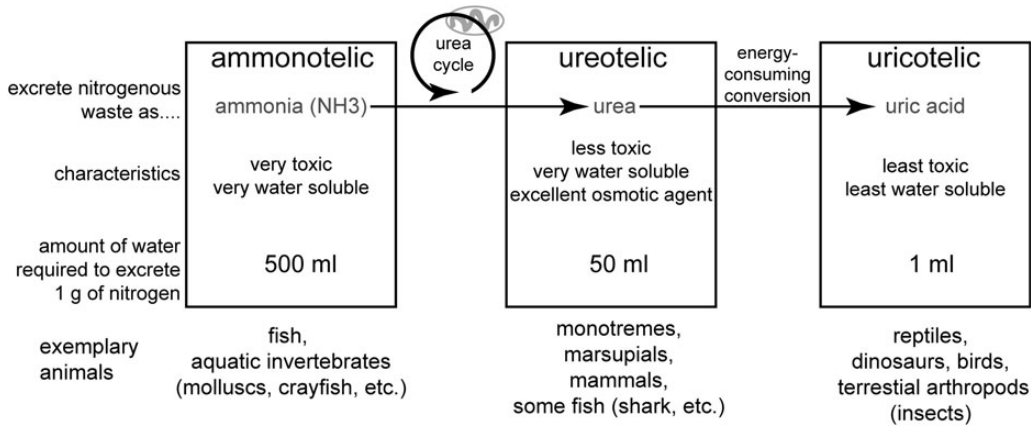 ammonotelic
urea
cycle
ureotelic
energy-
consuming
conversion
uricotelic
excrete nitrogenous
waste as....
ammonia (NH3)
urea
uric acid
characteristics
very toxic
very water soluble
less toxic
very water soluble
excellent osmotic agent
least toxic
least water soluble
amount of water
required to excrete
1 g of nitrogen
500 ml
50 ml
1 ml
exemplary
animals
fish,
aquatic invertebrates
(molluscs, crayfish, etc.)
monotremes,
marsupials,
mammals,
some fish (shark, etc.)
reptiles,
dinosaurs, birds,
terrestial arthropods
(insects)